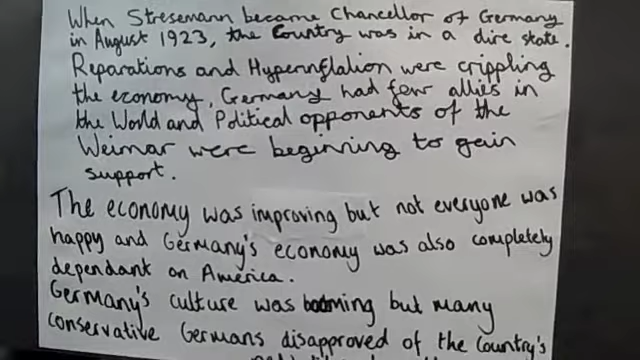 When Stresemann became Chancellor of Germany
in August 1923, the Country was in a dire state.
Reparations and Hyperinflation were crippling
the economy, Germany had few allies in
the World and Political opponents of the
Weimar were beginning to gain
support.
The economy was improving but not everyone was
happy and Germany's economy was also completely
dependant on America.
Germany's culture was booming but many
conservative Germans disapproved of the Country's